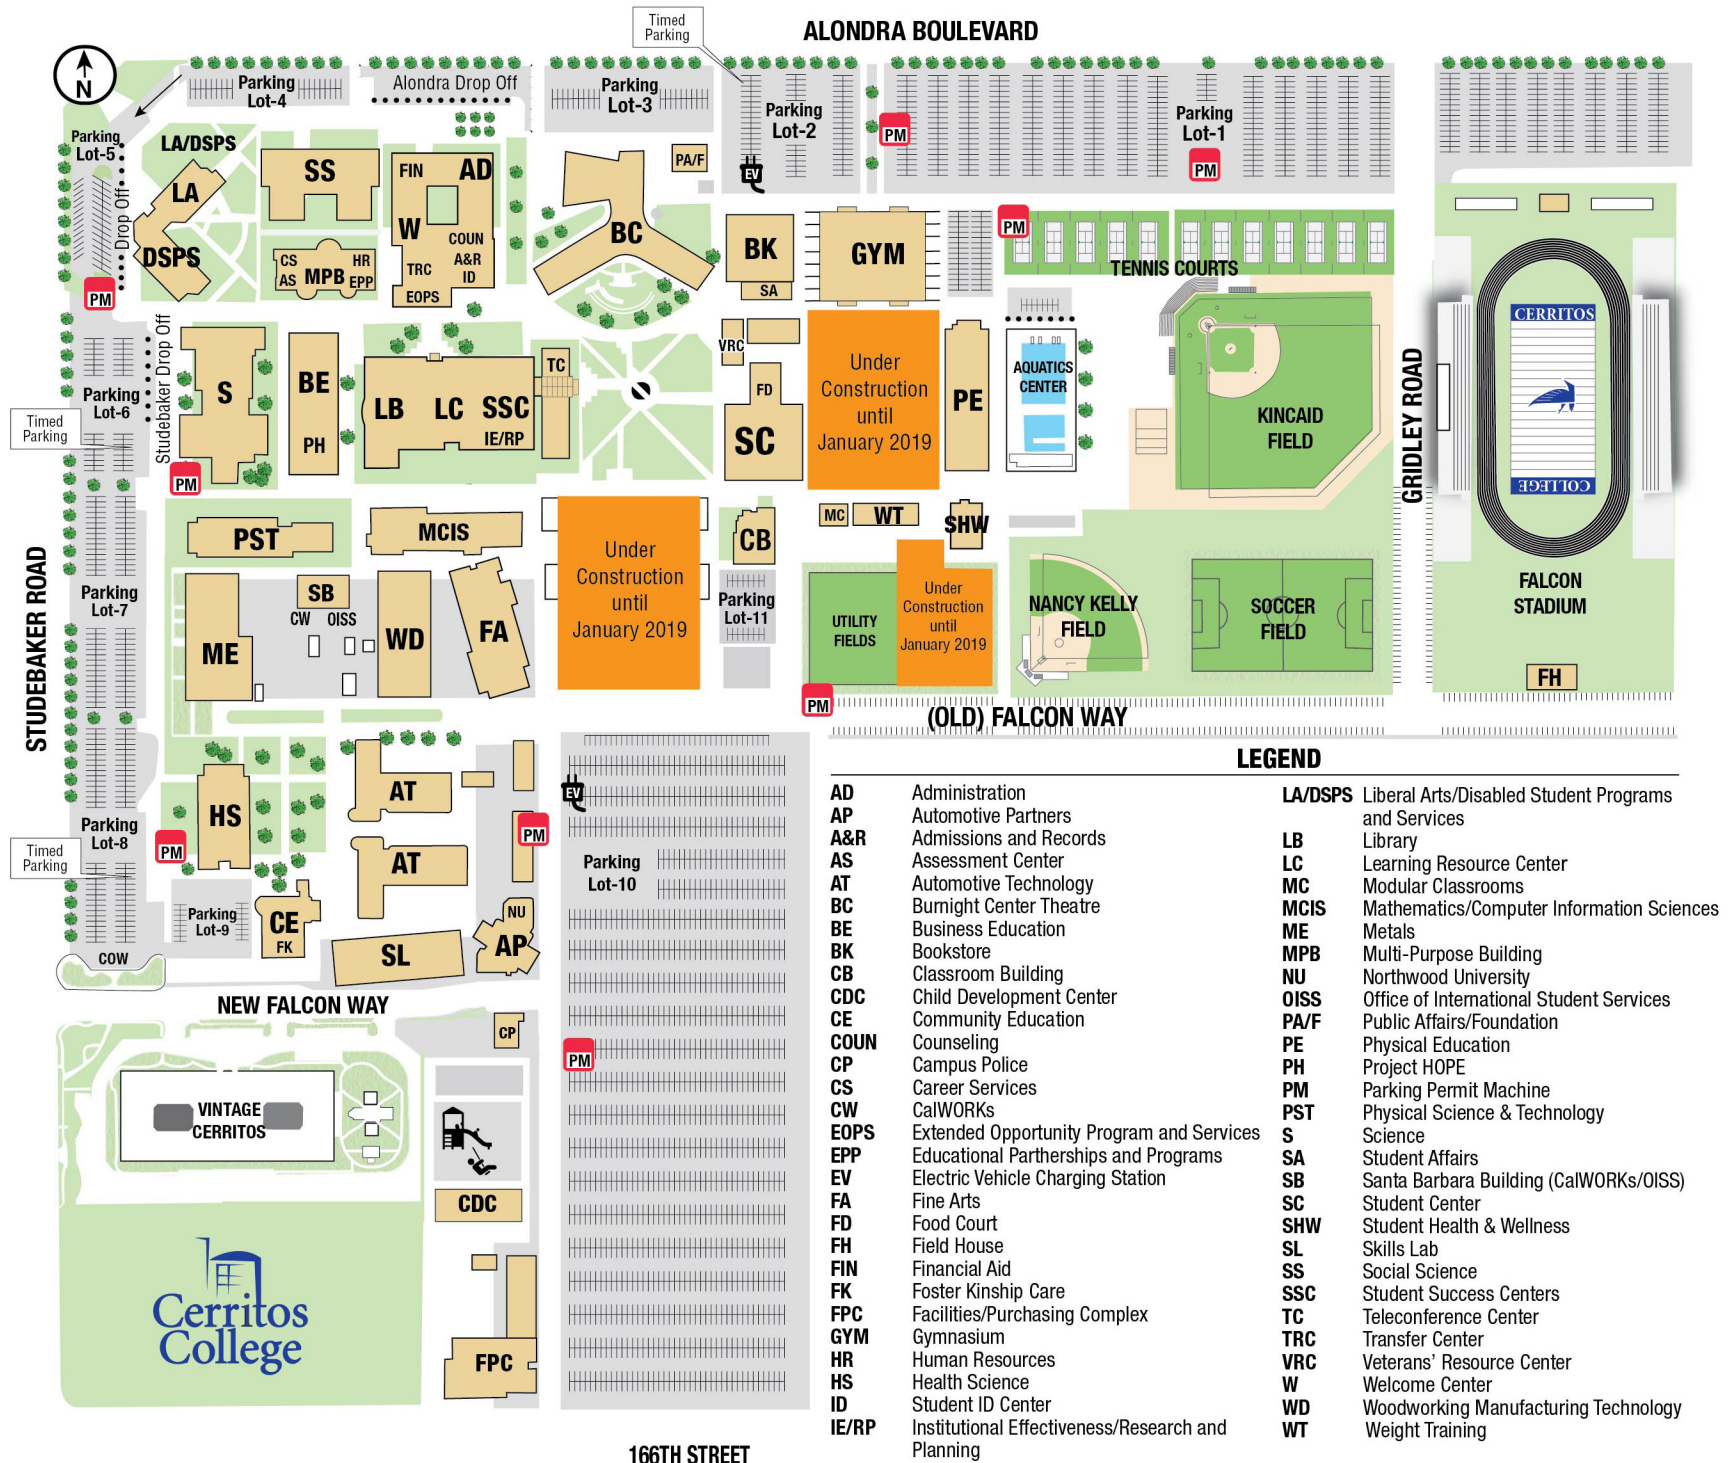 ALONDRA BOULEVARD
Timed
Parking
N
Parking
Lot-4
Alondra Drop Off
Parking
Lot-3
Parking
Lot-2
EV
PM
Parking
Lot-1
PM
Parking
Lot-5
Drop Off
PM
LA/DSPS
LA
DSPS
SS
FIN
AD
W
COUN
A&R
ID
TRC
EOPS
CS
AS
MPB
HR
EPP
PA/F
BC
BK
SA
GYM
PM
TENNIS COURTS
CERRITOS
COLLEGE
Studebaker Drop Off
Parking
Lot-6
Timed
Parking
PM
S
BE
PH
LB
LC
SSC
IE/RP
TC
VRC
FD
SC
Under
Construction
until
January 2019
PE
AQUATICS
CENTER
KINCAID
FIELD
GRIDLEY ROAD
STUDEBAKER ROAD
Parking
Lot-7
PST
MCIS
ME
SB
CW
OISS
WD
FA
Under
Construction
until
January 2019
CB
Parking
Lot-11
MC
WT
SHW
UTILITY
FIELDS
Under
Construction
until
January 2019
NANCY KELLY
FIELD
SOCCER
FIELD
FALCON
STADIUM
FH
PM
(OLD) FALCON WAY
Parking
Lot-8
Timed
Parking
PM
HS
AT
AT
PM
EV
Parking
Lot-10
Parking
Lot-9
CE
FK
SL
NU
AP
COW
NEW FALCON WAY
CP
PM
VINTAGE
CERRITOS
CDC
Cerritos
College
FPC
166TH STREET
LEGEND
AD Administration
AP Automotive Partners
A&R Admissions and Records
AS Assessment Center
AT Automotive Technology
BC Burnight Center Theatre
BE Business Education
BK Bookstore
CB Classroom Building
CDC Child Development Center
CE Community Education
COUN Counseling
CP Campus Police
CS Career Services
CW CalWORKs
EOPS Extended Opportunity Program and Services
EPP Educational Partherships and Programs
EV Electric Vehicle Charging Station
FA Fine Arts
FD Food Court
FH Field House
FIN Financial Aid
FK Foster Kinship Care
FPC Facilities/Purchasing Complex
GYM Gymnasium
HR Human Resources
HS Health Science
ID Student ID Center
IE/RP Institutional Effectiveness/Research and
Planning
LA/DSPS Liberal Arts/Disabled Student Programs
and Services
LB Library
LC Learning Resource Center
MC Modular Classrooms
MCIS Mathematics/Computer Information Sciences
ME Metals
MPB Multi-Purpose Building
NU Northwood University
OISS Office of International Student Services
PA/F Public Affairs/Foundation
PE Physical Education
PH Project HOPE
PM Parking Permit Machine
PST Physical Science & Technology
S Science
SA Student Affairs
SB Santa Barbara Building (CalWORKs/OISS)
SC Student Center
SHW Student Health & Wellness
SL Skills Lab
SS Social Science
SSC Student Success Centers
TC Teleconference Center
TRC Transfer Center
VRC Veterans' Resource Center
W Welcome Center
WD Woodworking Manufacturing Technology
WT Weight Training